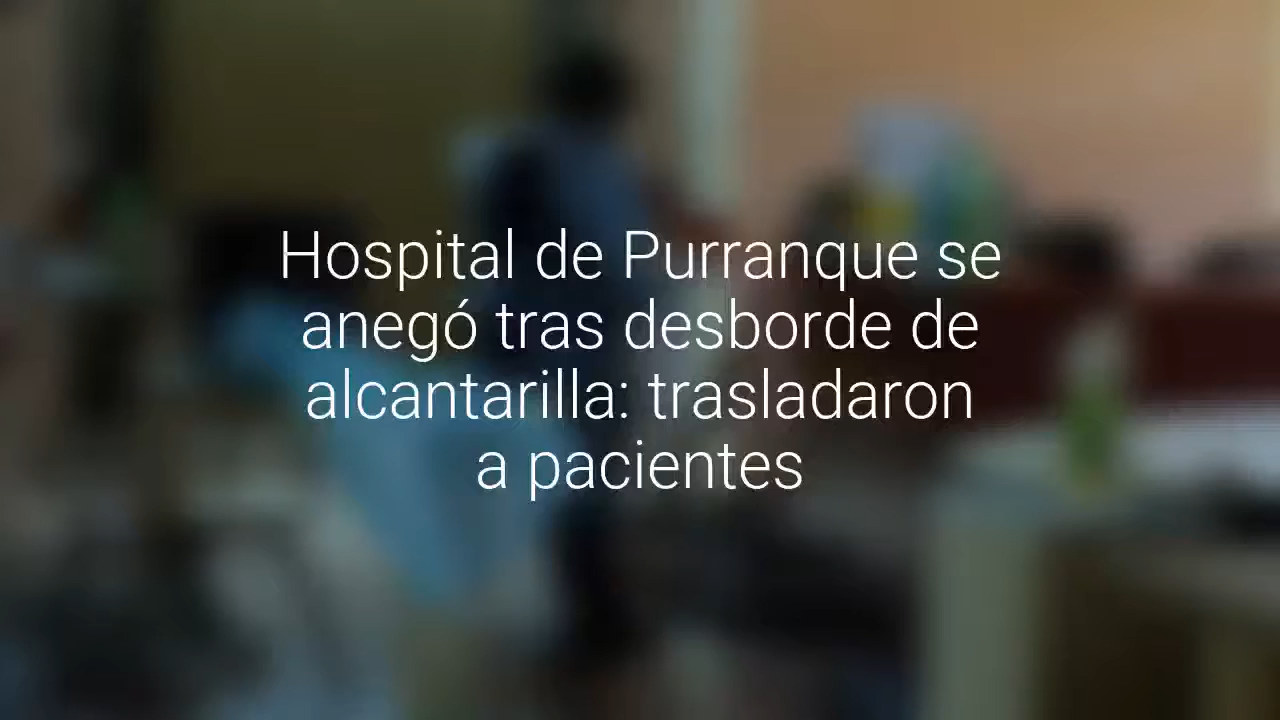 Hospital de Purranque se
anegó tras desborde de
alcantarilla: trasladaron
a pacientes